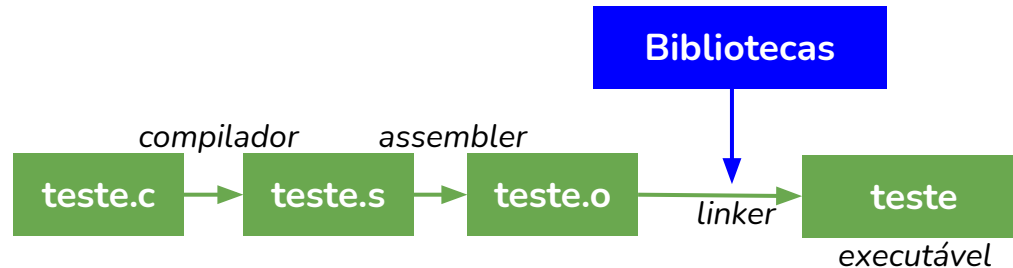 Bibliotecas
compilador
assembler
teste.c
teste.s
teste.o
linker
teste
executável